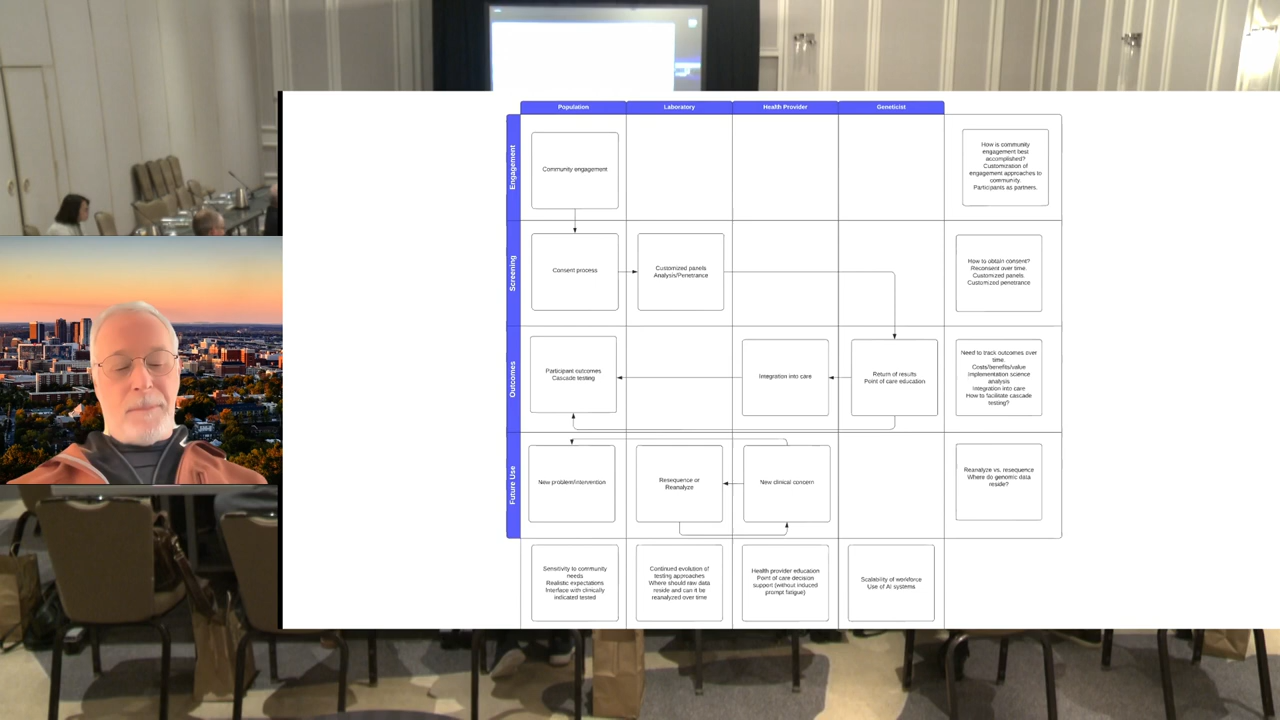 Population
Laboratory
Health Provider
Geneticist
Engagement
Community engagement
How is community
engagement best
accomplished?
Customization of
engagement approaches to
community.
Participants as partners.
Screening
Consent process
Customized panels
Analysis/Penetrance
How to obtain consent?
Reconsent over time.
Customized panels
Customized penetrance
Outcomes
Participant outcomes
Cascade testing
Integration into care
Return of results
Point of care education
Need to track outcomes over
time.
Costs/benefits/value
Implementation science
analysis
Integration into care
How to facilitate cascade
testing?
Future Use
New problem/intervention
Resequence or
Reanalyze
New clinical concern
Reanalyze vs. resequence
Where do genomic data
reside?
Sensitivity to community
needs
Realistic expectations
Interface with clinically
indicated tested
Continued evolution of
testing approaches
Where should raw data
reside and can it be
reanalyzed over time
Health provider education
Point of care decision
support (without induced
prompt fatigue)
Scalability of workforce
Use of AI systems